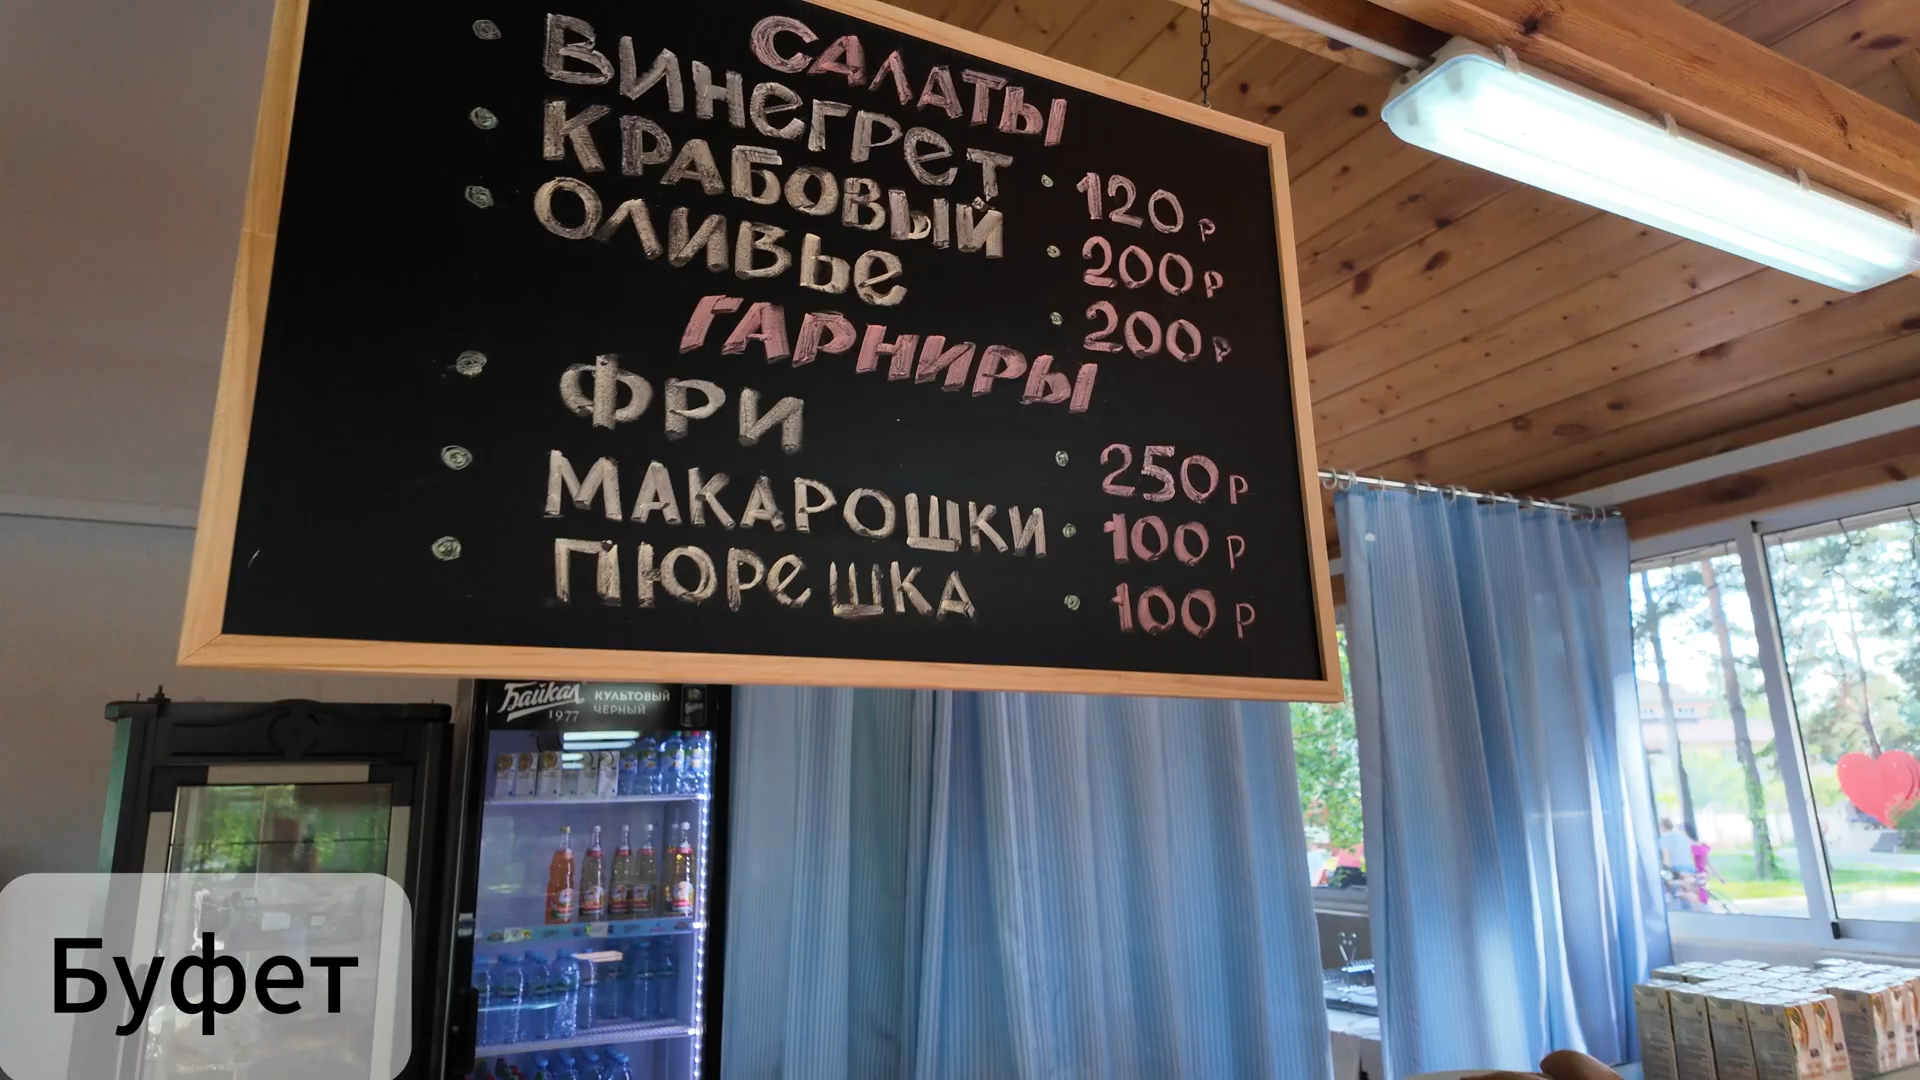 САЛАТЫ
ВИНЕГРЕТ 120 Р
КРАБОВЫЙ 200 Р
ОЛИВЬЕ 200 Р
ГАРНИРЫ
ФРИ 250 Р
МАКАРОШКИ 100 Р
ПЮРЕШКА 100 Р
Байкал
1977
КУЛЬТОВЫЙ
ЧЕРНЫЙ
Буфет